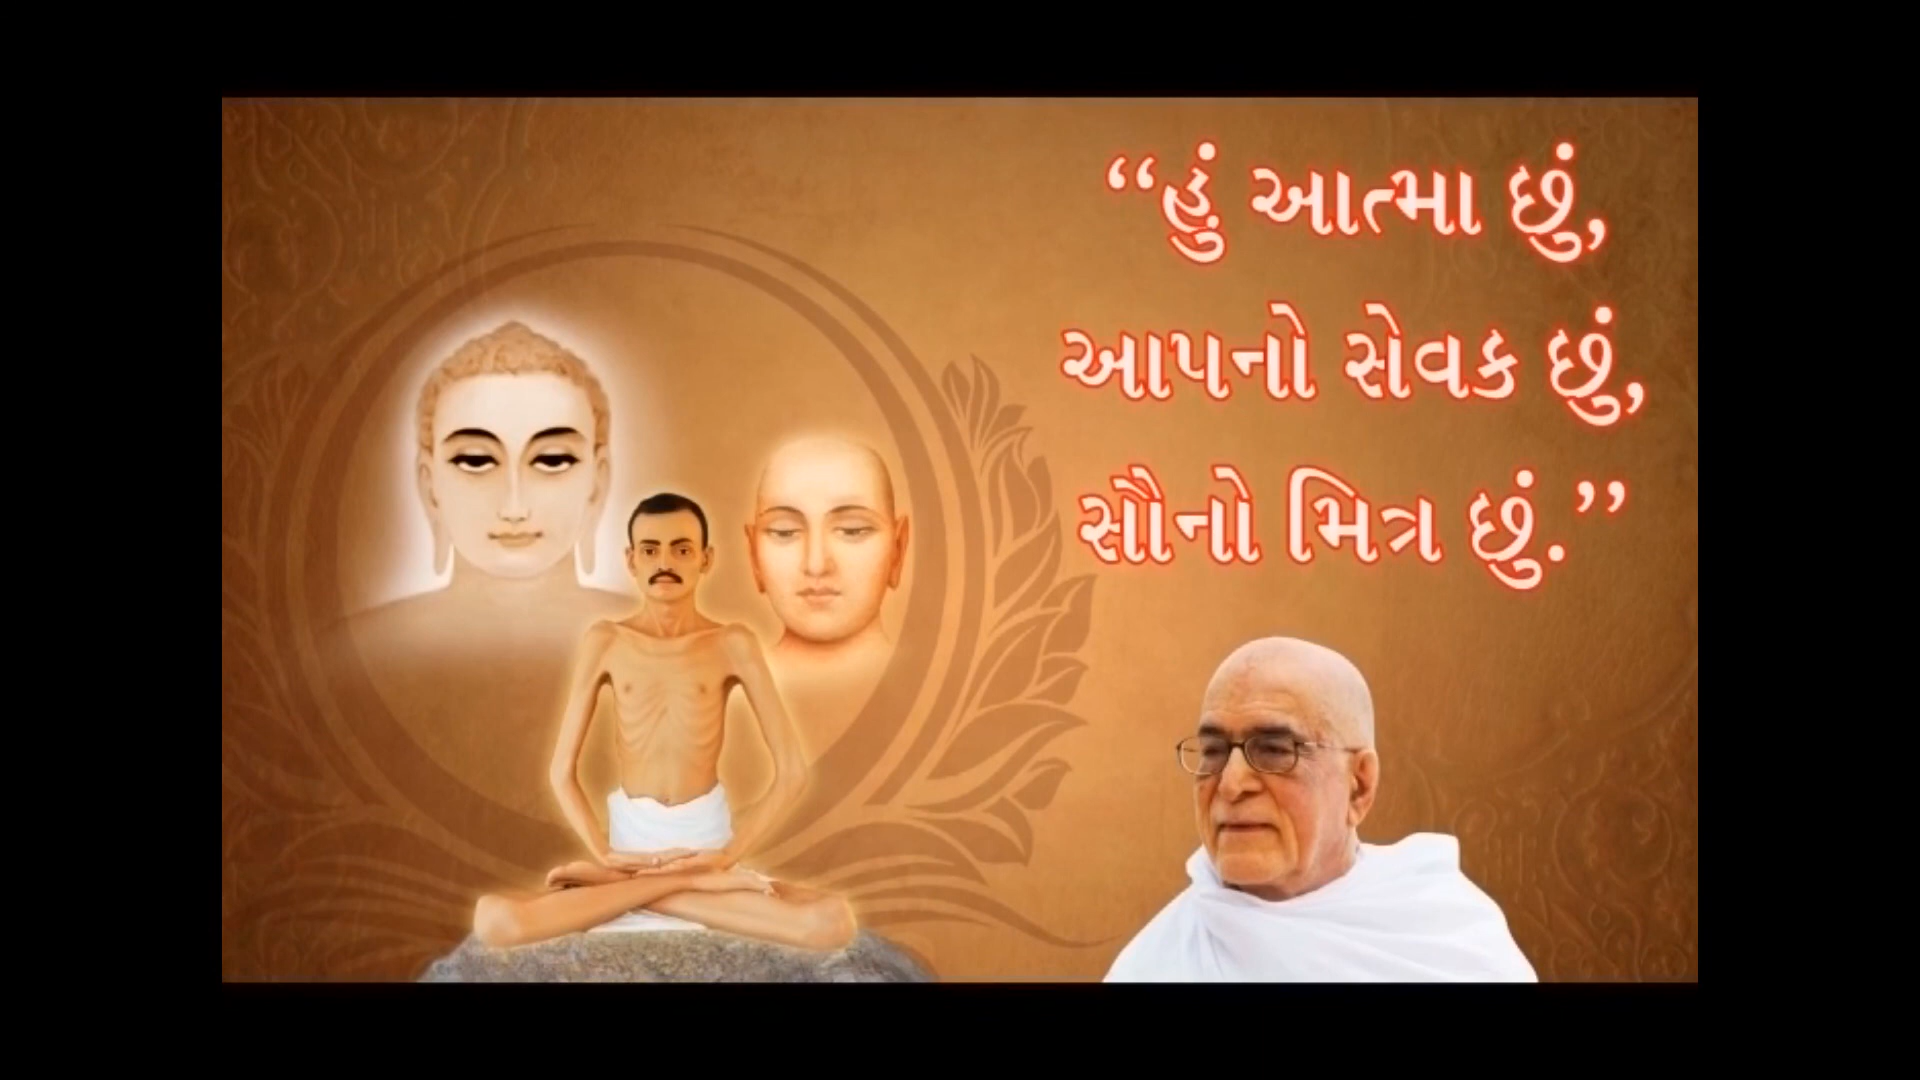 “હું આત્મા છું,
આપનો સેવક છું,
સૌનો મિત્ર છું.”